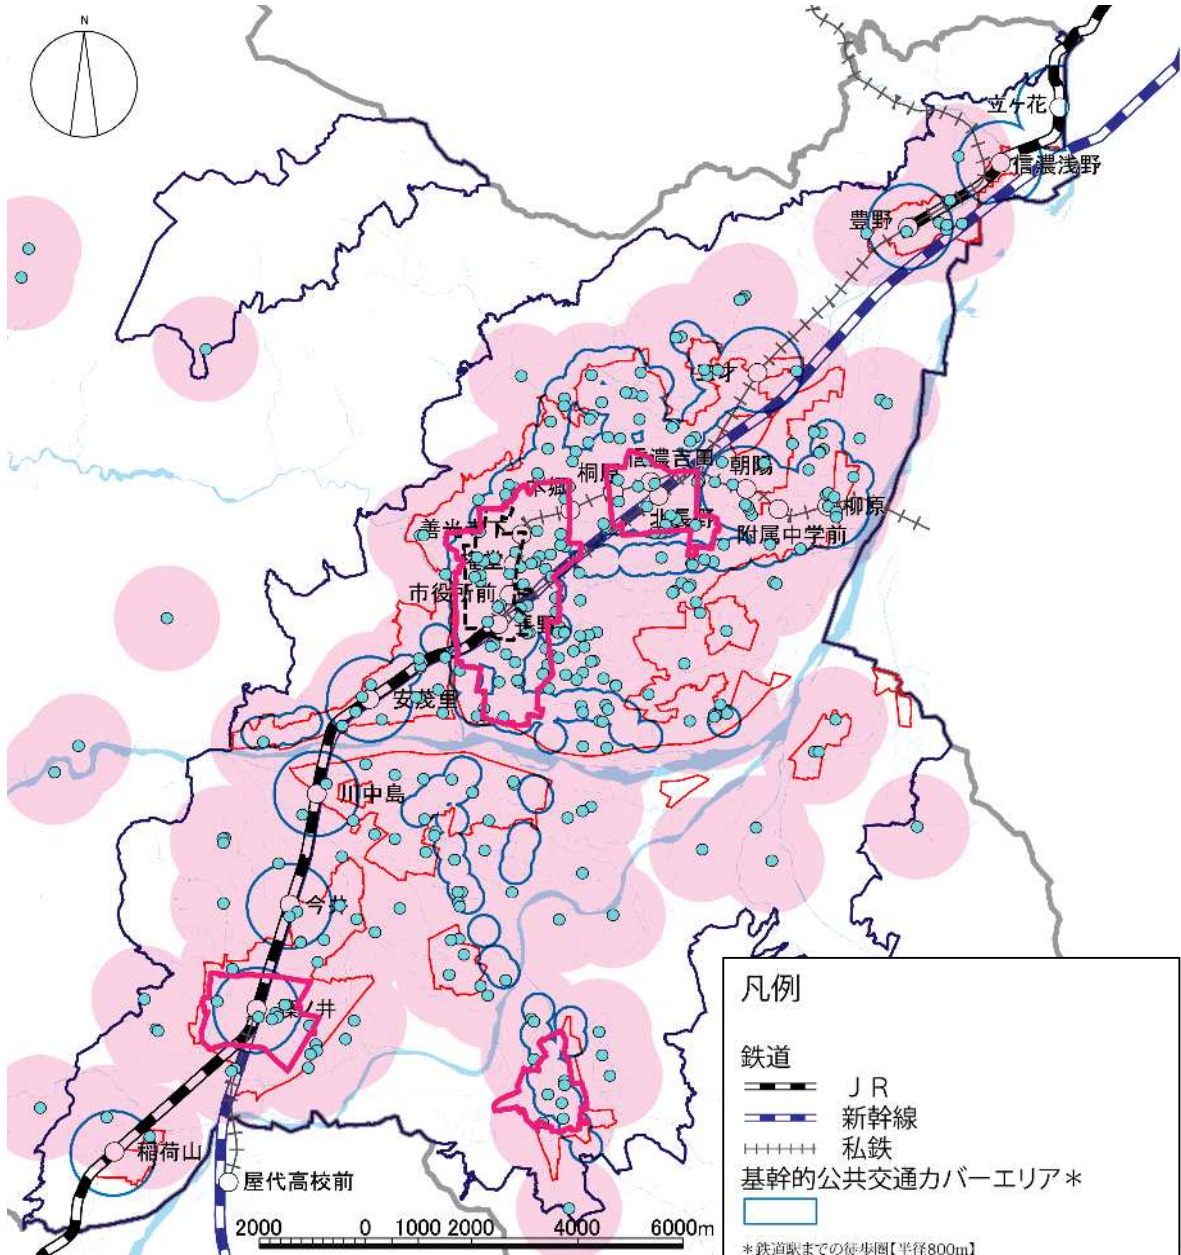 N
立ヶ花
信濃浅野
豊野
信濃吉田
朝陽
桐原
本郷
柳原
北長野
附属中学前
善光寺下
権堂
市役所前
長野
安茂里
川中島
今井
篠ノ井
稲荷山
屋代高校前
2000 0 1000 2000 4000 6000m
凡例
鉄道
JR
新幹線
私鉄
基幹的公共交通カバーエリア*
*鉄道駅までの徒歩圏【半径800m】